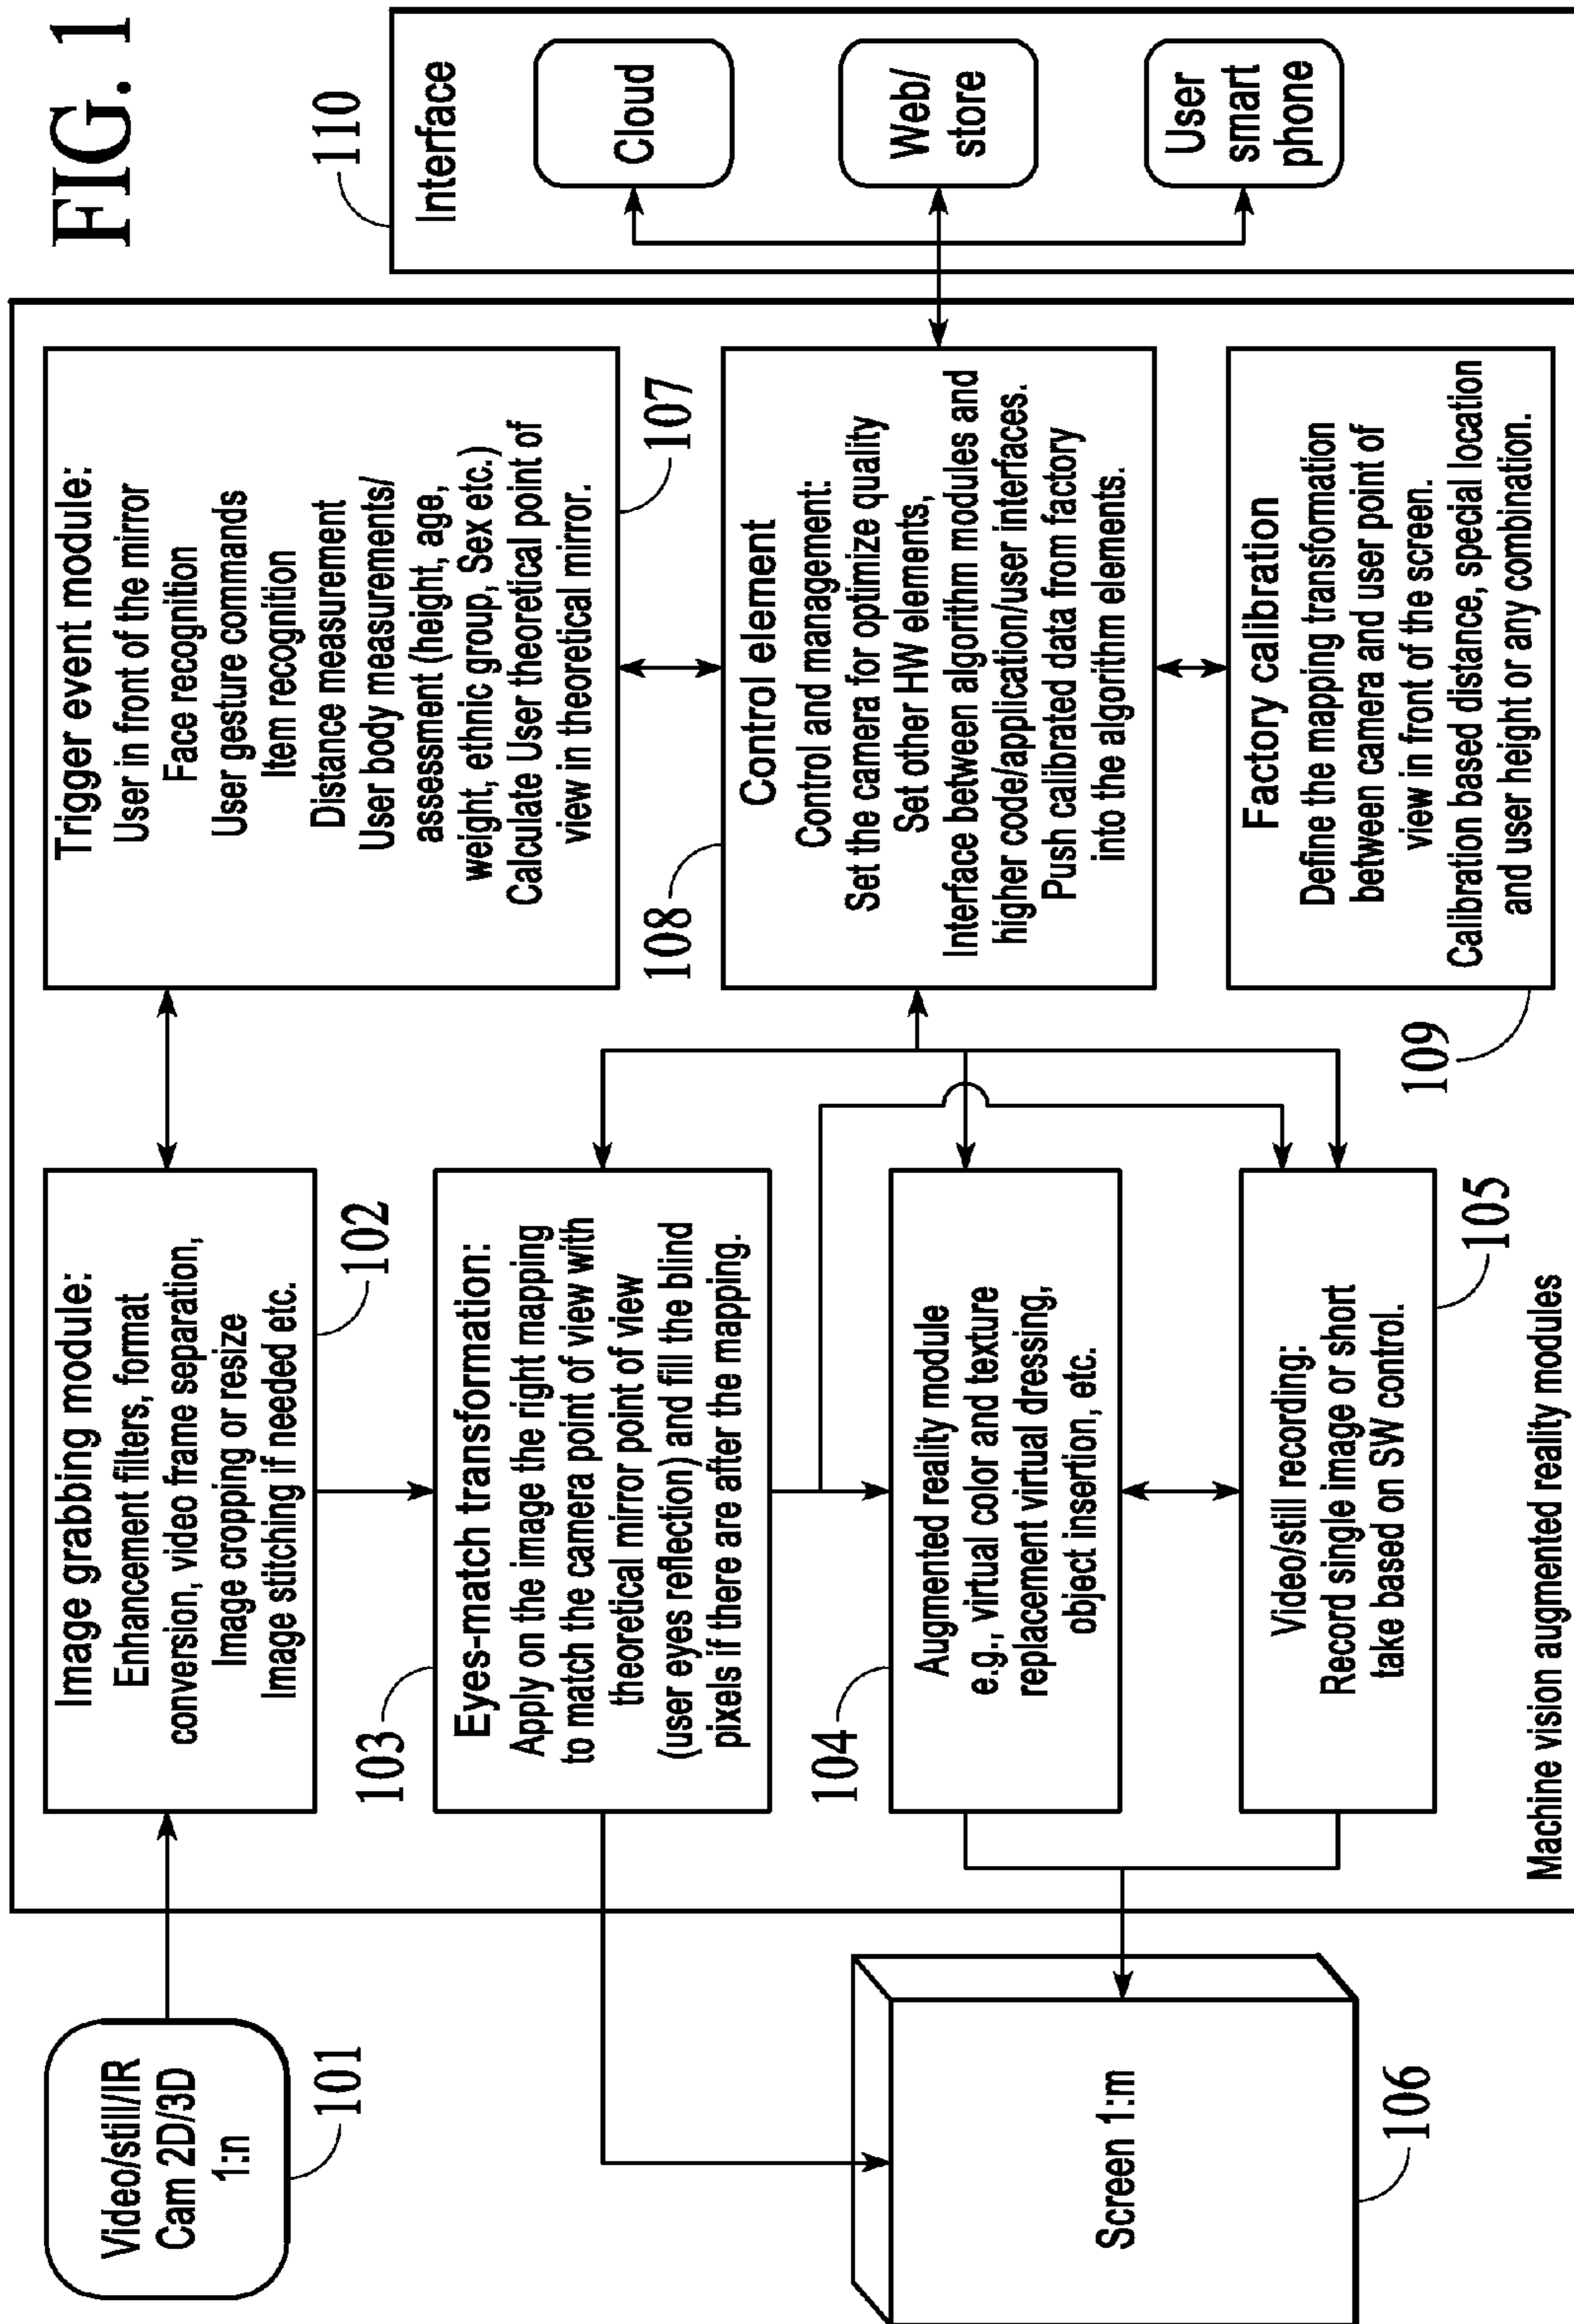 FIG. 1
Video/still/IR
Cam 2D/3D
1:n
101
Image grabbing module:
Enhancement filters, format
conversion, video frame separation,
Image cropping or resize
Image stitching if needed etc.
102
Trigger event module:
User in front of the mirror
Face recognition
User gesture commands
Item recognition
Distance measurement
User body measurements/
assessment (height, age,
weight, ethnic group, Sex etc.)
Calculate User theoretical point of
view in theoretical mirror.
107
103
Eyes-match transformation:
Apply on the image the right mapping
to match the camera point of view with
theoretical mirror point of view
(user eyes reflection) and fill the blind
pixels if there are after the mapping.
108
Control element
Control and management:
Set the camera for optimize quality
Set other HW elements,
Interface between algorithm modules and
higher code/application/user interfaces.
Push calibrated data from factory
into the algorithm elements.
110
Interface
Cloud
Web/
store
User
smart
phone
104
Augmented reality module
e.g., virtual color and texture
replacement virtual dressing,
object insertion, etc.
Screen 1:m
106
Video/still recording:
Record single image or short
take based on SW control.
105
Factory calibration
Define the mapping transformation
between camera and user point of
view in front of the screen.
Calibration based distance, special location
and user height or any combination.
109
Machine vision augmented reality modules